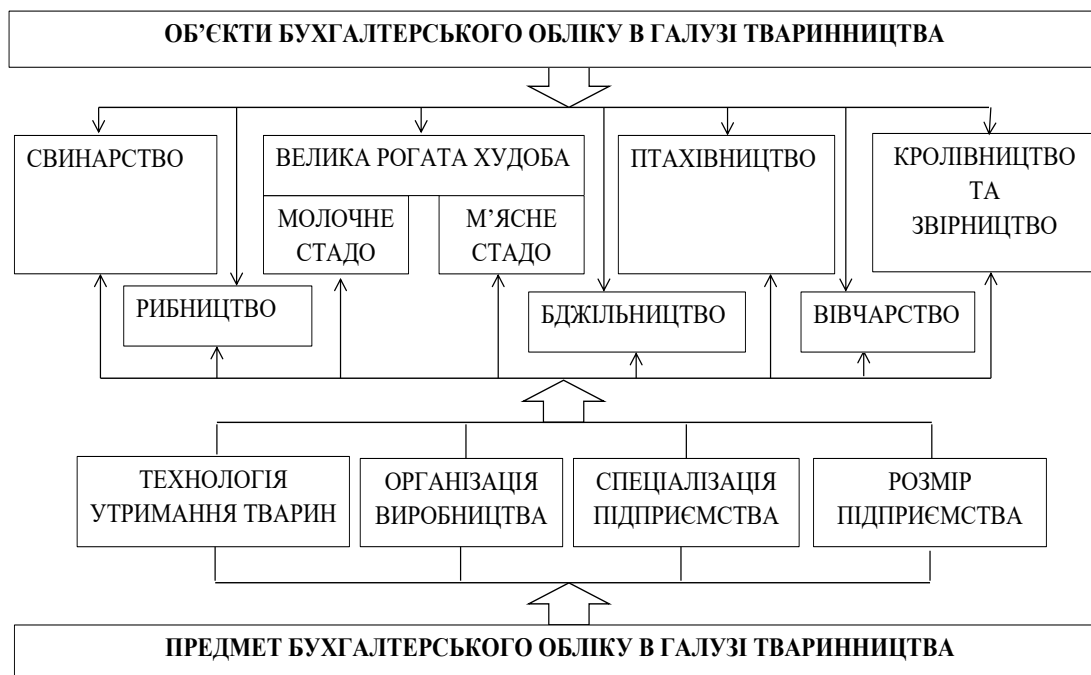 ОБ’ЄКТИ БУХГАЛТЕРСЬКОГО ОБЛІКУ В ГАЛУЗІ ТВАРИННИЦТВА
СВИНАРСТВО
ВЕЛИКА РОГАТА ХУДОБА
МОЛОЧНЕ
СТАДО
М’ЯСНЕ
СТАДО
ПТАХІВНИЦТВО
КРОЛІВНИЦТВО
ТА
ЗВІРНИЦТВО
РИБНИЦТВО
БДЖІЛЬНИЦТВО
ВІВЧАРСТВО
ТЕХНОЛОГІЯ
УТРИМАННЯ ТВАРИН
ОРГАНІЗАЦІЯ
ВИРОБНИЦТВА
СПЕЦІАЛІЗАЦІЯ
ПІДПРИЄМСТВА
РОЗМІР
ПІДПРИЄМСТВА
ПРЕДМЕТ БУХГАЛТЕРСЬКОГО ОБЛІКУ В ГАЛУЗІ ТВАРИННИЦТВА